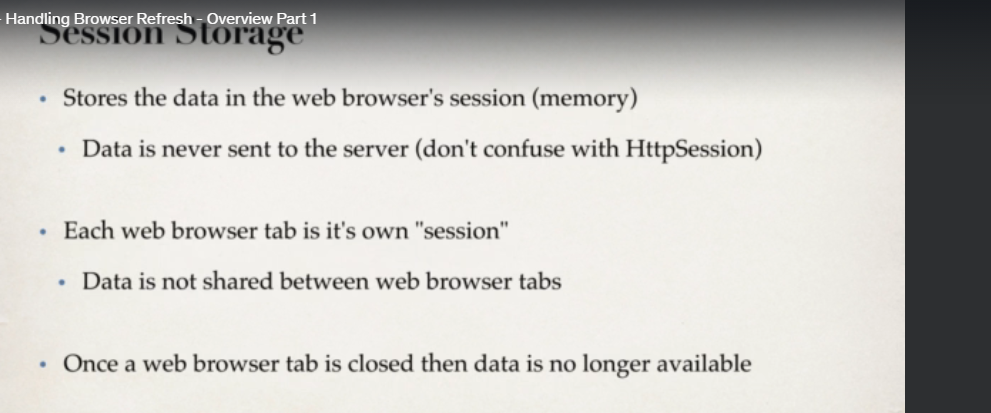 - Handling Browser Refresh - Overview Part 1
Session Storage
• Stores the data in the web browser's session (memory)
• Data is never sent to the server (don't confuse with HttpSession)
• Each web browser tab is it's own "session"
• Data is not shared between web browser tabs
• Once a web browser tab is closed then data is no longer available